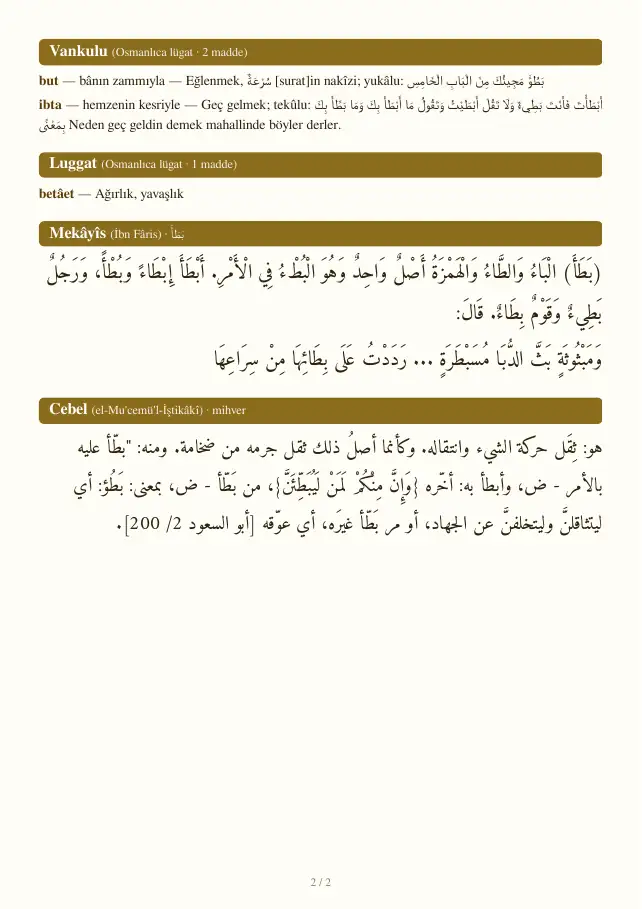 Vankulu (Osmanlıca lügat · 2 madde)
but — bânın zammıyla — Eğlenmek, سُرْعَةٌ [surat]in nakîzi; yukâlu: بَطُؤَ مَجِيئُكَ مِنْ الْبَابِ الْخَامِسِ
ibta — hemzenin kesriyle — Geç gelmek; tekûlu: أَبْطَأْتَ فَأَنْتَ بَطِيءٌ وَلَا تَقُلْ أَبْطَيْتُ وَتَقُولُ مَا أَبْطَأَ بِكَ وَمَا بَطَّأَ بِكَ
بِمَعْنًى Neden geç geldin demek mahallinde böyler derler.
Luggat (Osmanlıca lügat · 1 madde)
betâet — Ağırlık, yavaşlık
Mekâyîs (İbn Fâris) · بَطَأَ
(بَطَأَ) الْبَاءُ وَالطَّاءُ وَالْهَمْزَةُ أَصْلٌ وَاحِدٌ وَهُوَ الْبُطْءُ فِي الْأَمْرِ. أَبْطَأَ إِبْطَاءً وَبُطْأً، وَرَجُلٌ
بَطِيءٌ وَقَوْمٌ بِطَاءٌ. قَالَ:
وَمَبْثُوثَةٍ بَثَّ الدُّبَا مُسَبْطَرَةٍ ... رَدَدْتُ عَلَى بِطَائِهَا مِنْ سِرَاعِهَا
Cebel (el-Mu'cemü'l-İştikâkî) · mihver
هو: ثِقَل حركة الشيء وانتقاله. وكأنما أصلُ ذلك ثقل جرمه من ضخامة. ومنه: "بطّأ عليه
بالأمر - ض، وأبطأ به: أخّره {وَإِنَّ مِنْكُمْ لَمَنْ لَيُبَطِّئَنَّ}، من بَطّأ - ض، بمعنى: بَطُؤ: أي
ليتثاقلنَّ وليتخلفنَّ عن الجهاد، أو مر بَطّأ غيرَه، أي عوّقه [أبو السعود 2/ 200].
2 / 2